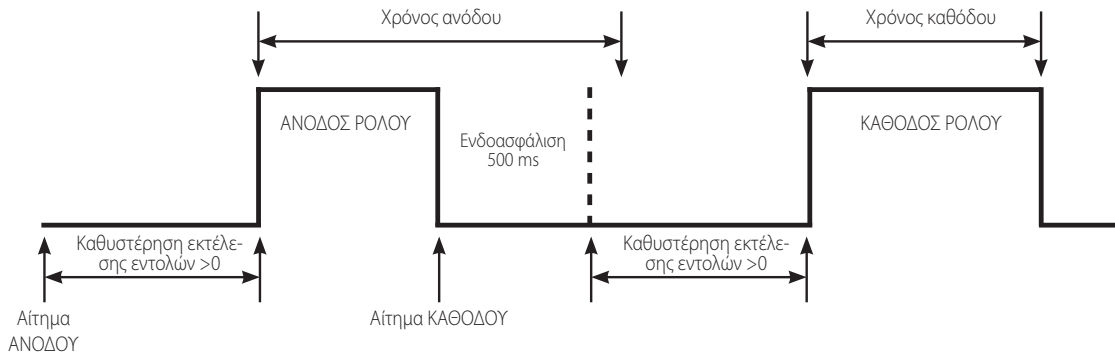 Χρόνος ανόδου
Χρόνος καθόδου
ΑΝΟΔΟΣ ΡΟΛΟΥ
Ενδοασφάλιση
500 ms
ΚΑΘΟΔΟΣ ΡΟΛΟΥ
Καθυστέρηση εκτέλε-
σης εντολών >0
Καθυστέρηση εκτέλε-
σης εντολών >0
Αίτημα
ΑΝΟΔΟΥ
Αίτημα ΚΑΘΟΔΟΥ